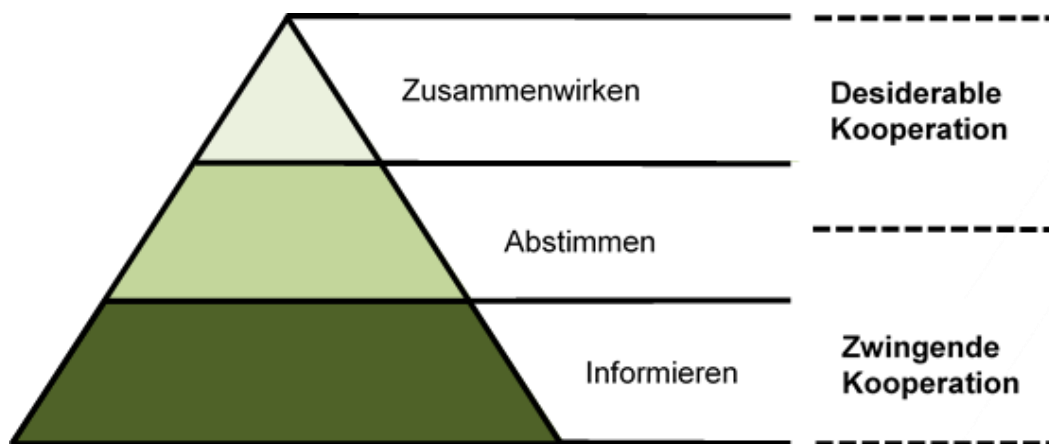 Zusammenwirken
Desiderable
Kooperation
Abstimmen
Informieren
Zwingende
Kooperation